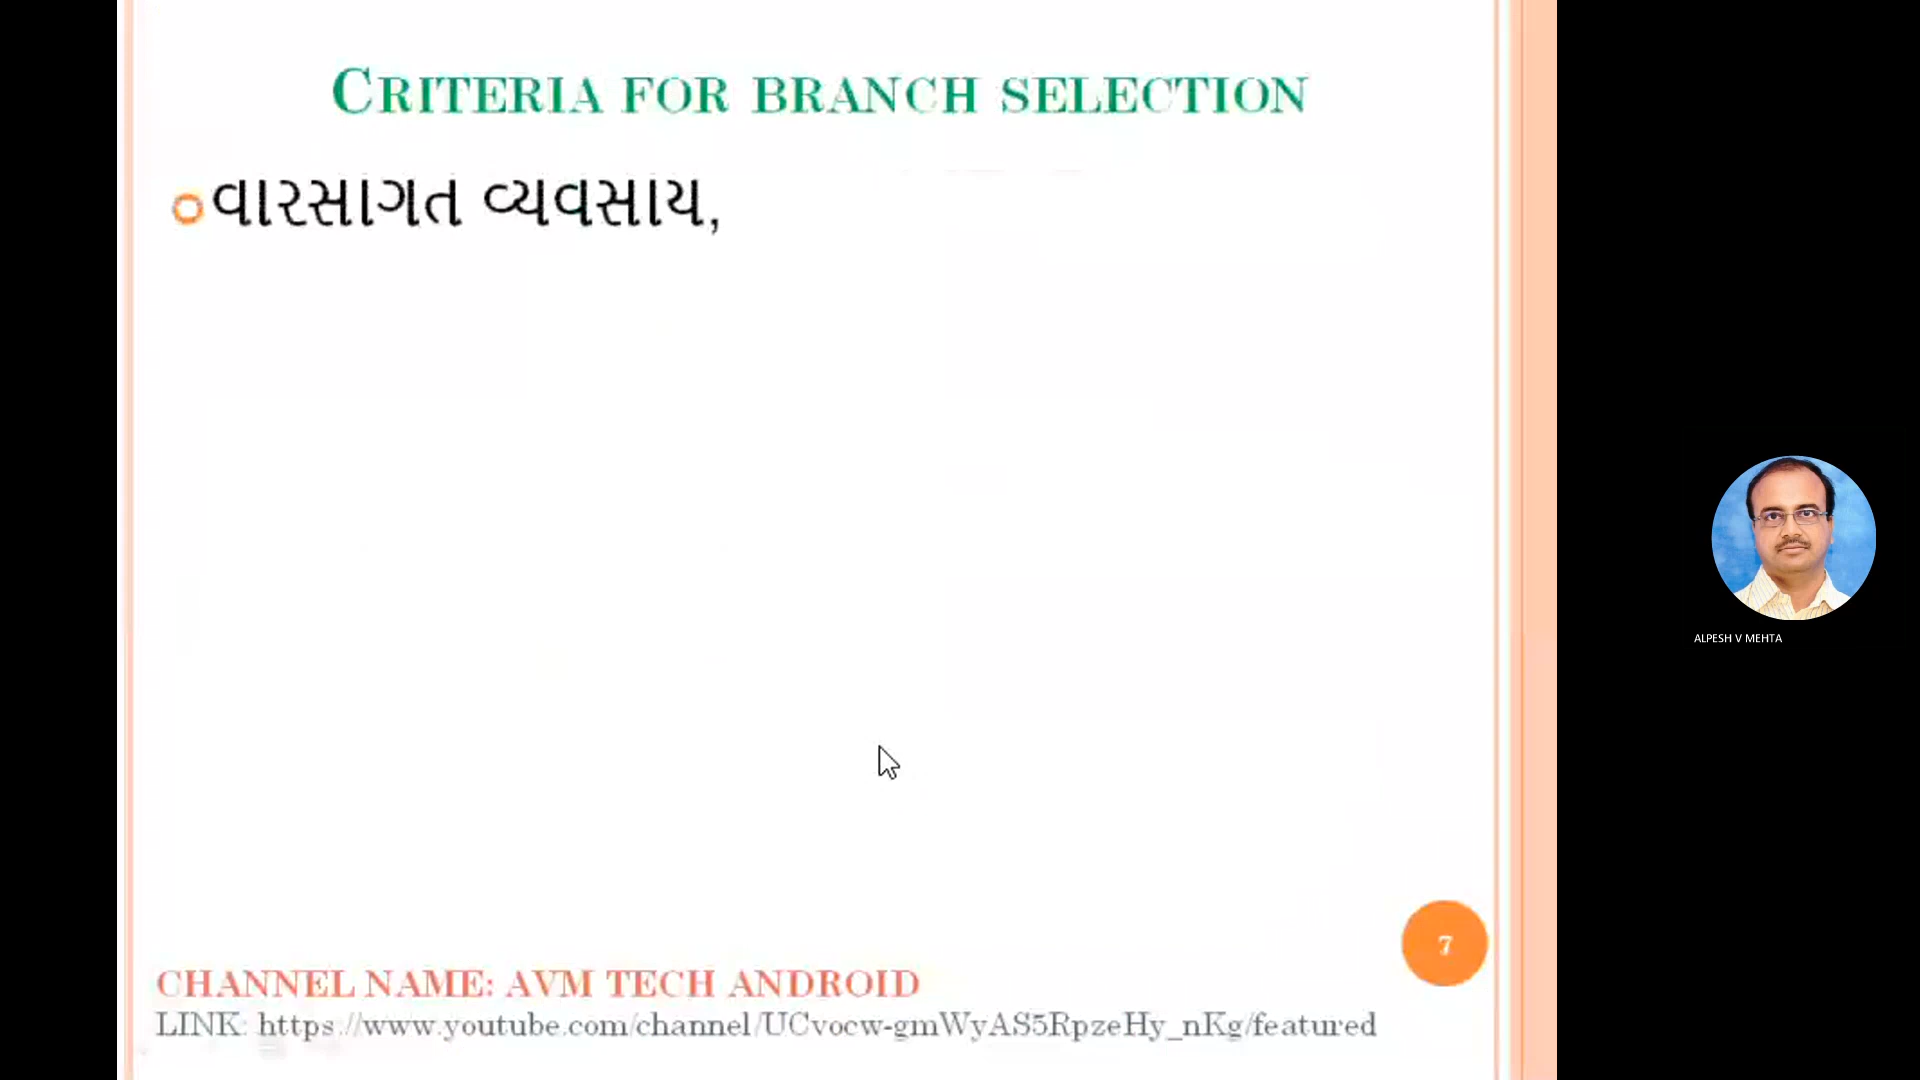 CRITERIA FOR BRANCH SELECTION
વારસાગત વ્યવસાય,
ALPESH V MEHTA
7
CHANNEL NAME: AVM TECH ANDROID
LINK: https://www.youtube.com/channel/UCvocw-gmWyAS5RpzeHy_nKg/featured